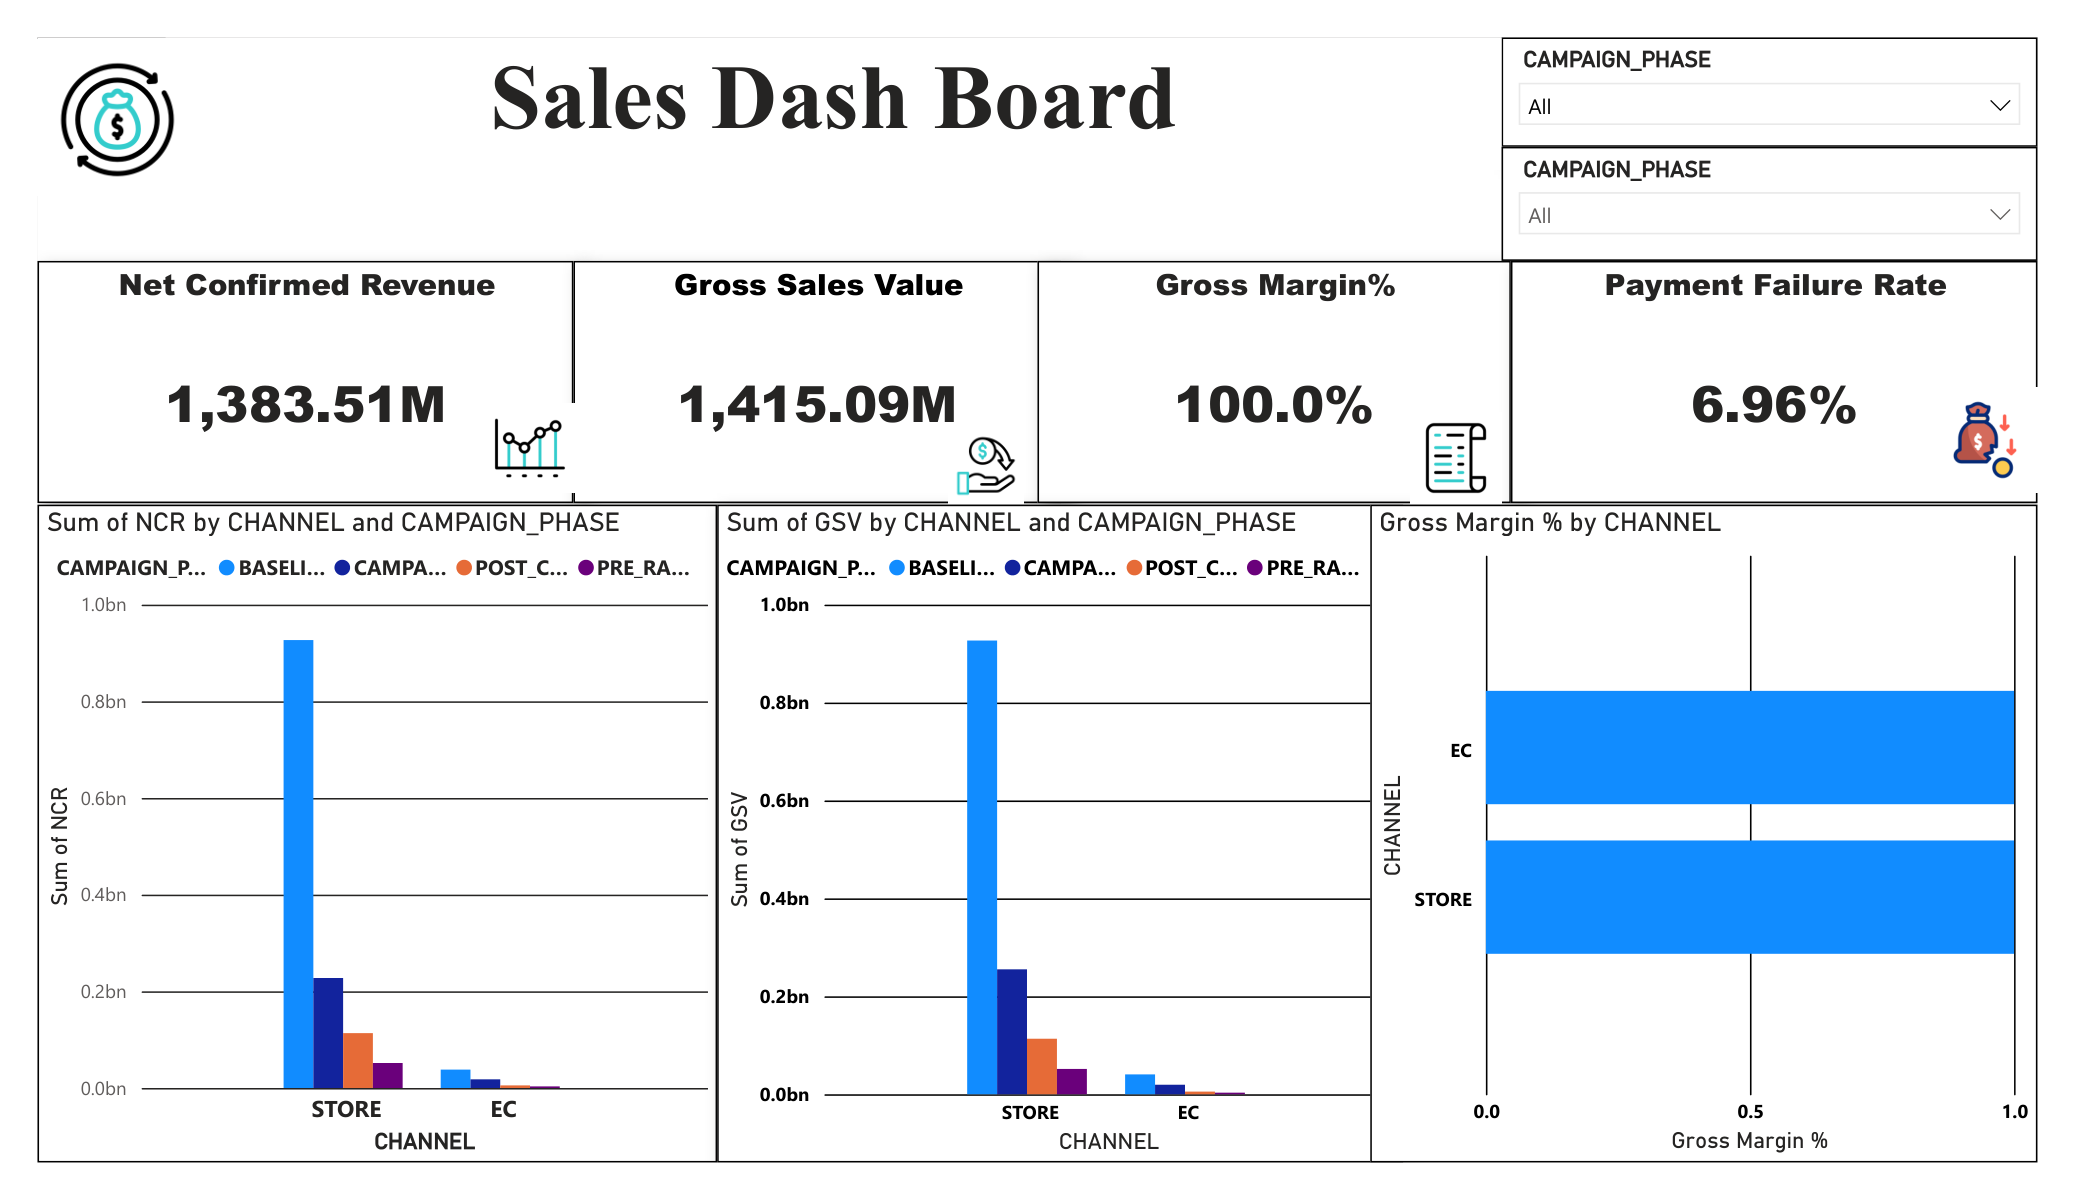 Sales Dash Board
CAMPAIGN_PHASE
All
CAMPAIGN_PHASE
All
Net Confirmed Revenue
1,383.51M
Gross Sales Value
1,415.09M
Gross Margin%
100.0%
Payment Failure Rate
6.96%
Sum of NCR by CHANNEL and CAMPAIGN_PHASE
CAMPAIGN_P... BASELI... CAMPA... POST_C... PRE_RA...
1.0bn
0.8bn
0.6bn
0.4bn
0.2bn
0.0bn
Sum of NCR
STORE EC
CHANNEL
Sum of GSV by CHANNEL and CAMPAIGN_PHASE
CAMPAIGN_P... BASELI... CAMPA... POST_C... PRE_RA...
1.0bn
0.8bn
0.6bn
0.4bn
0.2bn
0.0bn
Sum of GSV
STORE EC
CHANNEL
Gross Margin % by CHANNEL
CHANNEL
EC
STORE
0.0 0.5 1.0
Gross Margin %